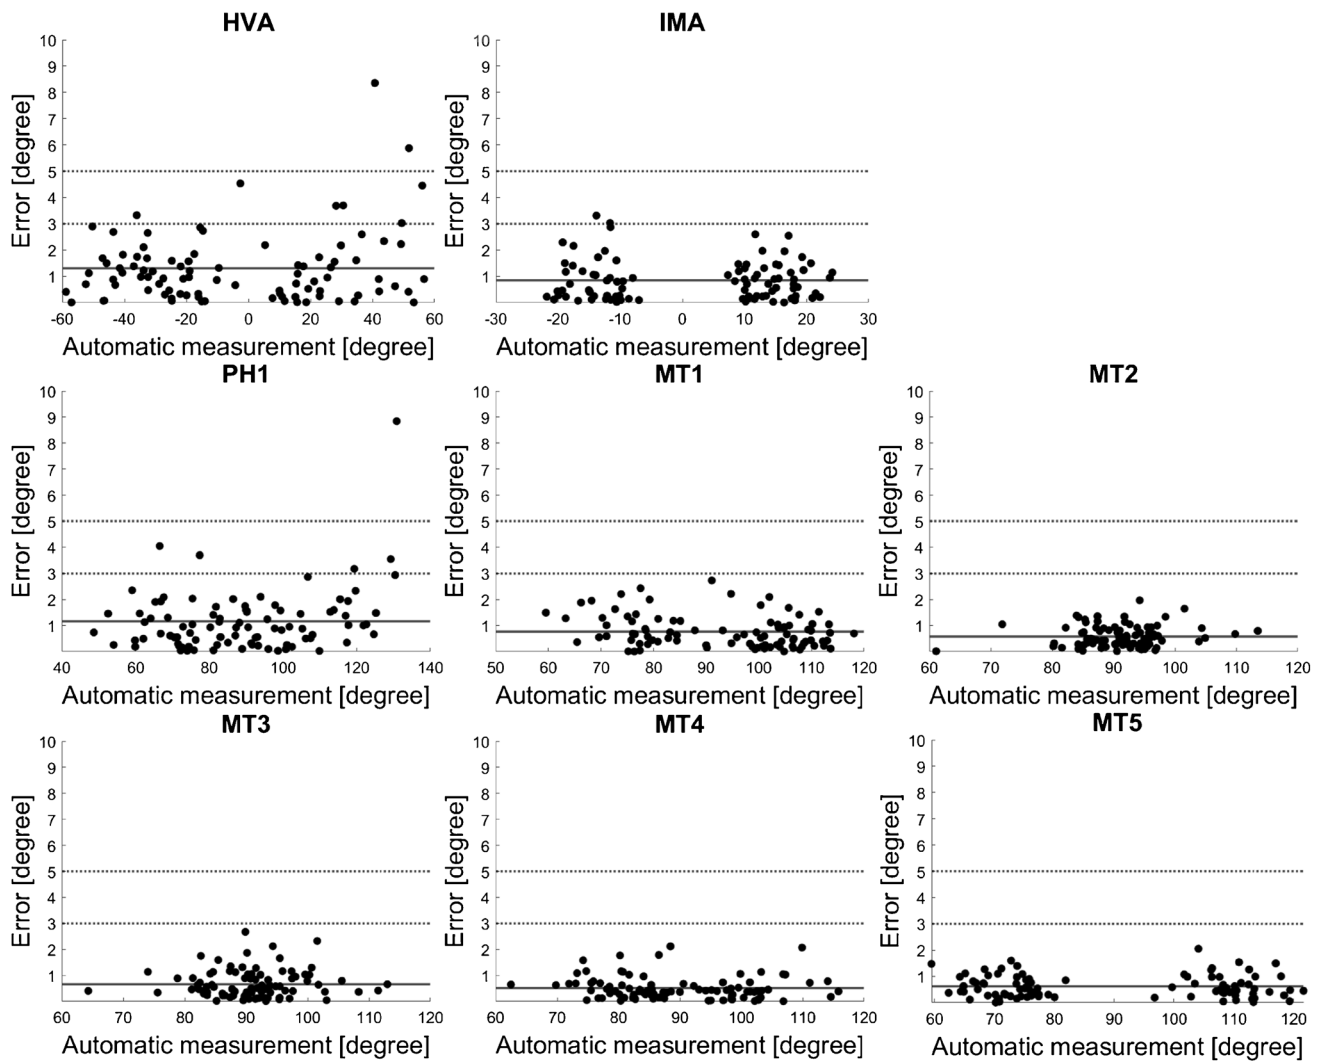 HVA
IMA
10
9
8
7
6
5
4
3
2
1
Error [degree]
-60 -40 -20 0 20 40 60
Automatic measurement [degree]
10
9
8
7
6
5
4
3
2
1
Error [degree]
-30 -20 -10 0 10 20 30
Automatic measurement [degree]
PH1
MT1
MT2
10
9
8
7
6
5
4
3
2
1
Error [degree]
40 60 80 100 120 140
Automatic measurement [degree]
10
9
8
7
6
5
4
3
2
1
Error [degree]
50 60 70 80 90 100 110 120
Automatic measurement [degree]
10
9
8
7
6
5
4
3
2
1
Error [degree]
60 70 80 90 100 110 120
Automatic measurement [degree]
MT3
MT4
MT5
10
9
8
7
6
5
4
3
2
1
Error [degree]
60 70 80 90 100 110 120
Automatic measurement [degree]
10
9
8
7
6
5
4
3
2
1
Error [degree]
60 70 80 90 100 110 120
Automatic measurement [degree]
10
9
8
7
6
5
4
3
2
1
Error [degree]
60 70 80 90 100 110 120
Automatic measurement [degree]